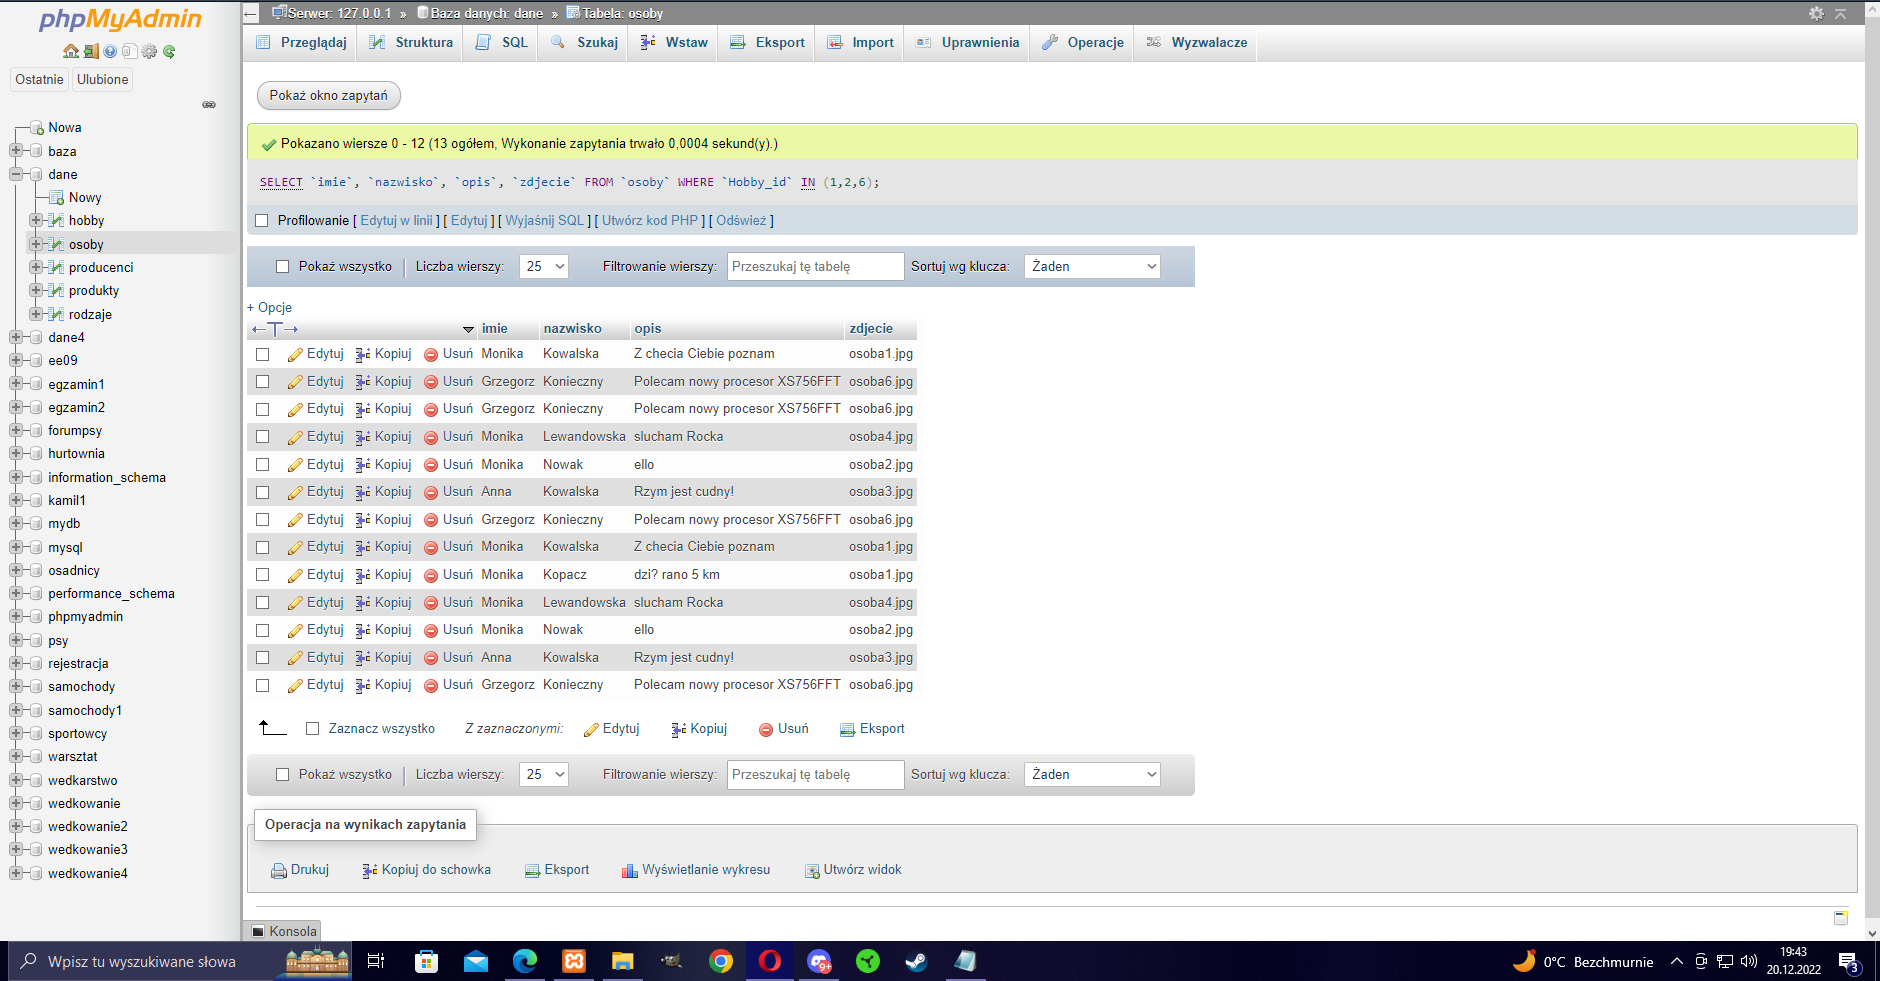 phpMyAdmin
Ostatnie Ulubione
Nowa
baza
dane
Nowy
hobby
osoby
producenci
produkty
rodzaje
dane4
ee09
egzamin1
egzamin2
forumpsy
hurtownia
information_schema
kamil1
mydb
mysql
osadnicy
performance_schema
phpmyadmin
psy
rejestracja
samochody
samochody1
sportowcy
warsztat
wedkarstwo
wedkowanie
wedkowanie2
wedkowanie3
wedkowanie4
Serwer: 127.0.0.1 » Baza danych: dane » Tabela: osoby
Przeglądaj Struktura SQL Szukaj Wstaw Eksport Import Uprawnienia Operacje Wyzwalacze
Pokaż okno zapytań
Pokazano wiersze 0 - 12 (13 ogółem, Wykonanie zapytania trwało 0,0004 sekund(y).)
SELECT `imie`, `nazwisko`, `opis`, `zdjecie` FROM `osoby` WHERE `Hobby_id` IN (1,2,6);
Profilowanie [ Edytuj w linii ] [ Edytuj ] [ Wyjaśnij SQL ] [ Utwórz kod PHP ] [ Odśwież ]
Pokaż wszystko Liczba wierszy: 25 Filtrowanie wierszy: Przeszukaj tę tabelę Sortuj wg klucza: Żaden
+ Opcje
←T→ imie nazwisko opis zdjecie
Edytuj Kopiuj Usuń Monika Kowalska Z checia Ciebie poznam osoba1.jpg
Edytuj Kopiuj Usuń Grzegorz Konieczny Polecam nowy procesor XS756FFT osoba6.jpg
Edytuj Kopiuj Usuń Grzegorz Konieczny Polecam nowy procesor XS756FFT osoba6.jpg
Edytuj Kopiuj Usuń Monika Lewandowska slucham Rocka osoba4.jpg
Edytuj Kopiuj Usuń Monika Nowak ello osoba2.jpg
Edytuj Kopiuj Usuń Anna Kowalska Rzym jest cudny! osoba3.jpg
Edytuj Kopiuj Usuń Grzegorz Konieczny Polecam nowy procesor XS756FFT osoba6.jpg
Edytuj Kopiuj Usuń Monika Kowalska Z checia Ciebie poznam osoba1.jpg
Edytuj Kopiuj Usuń Monika Kopacz dzi? rano 5 km osoba1.jpg
Edytuj Kopiuj Usuń Monika Lewandowska slucham Rocka osoba4.jpg
Edytuj Kopiuj Usuń Monika Nowak ello osoba2.jpg
Edytuj Kopiuj Usuń Anna Kowalska Rzym jest cudny! osoba3.jpg
Edytuj Kopiuj Usuń Grzegorz Konieczny Polecam nowy procesor XS756FFT osoba6.jpg
Zaznacz wszystko Z zaznaczonymi: Edytuj Kopiuj Usuń Eksport
Pokaż wszystko Liczba wierszy: 25 Filtrowanie wierszy: Przeszukaj tę tabelę Sortuj wg klucza: Żaden
Operacja na wynikach zapytania
Drukuj Kopiuj do schowka Eksport Wyświetlanie wykresu Utwórz widok
Konsola
Wpisz tu wyszukiwane słowa 9+ 0°C Bezchmurnie 19:43
20.12.2022 3